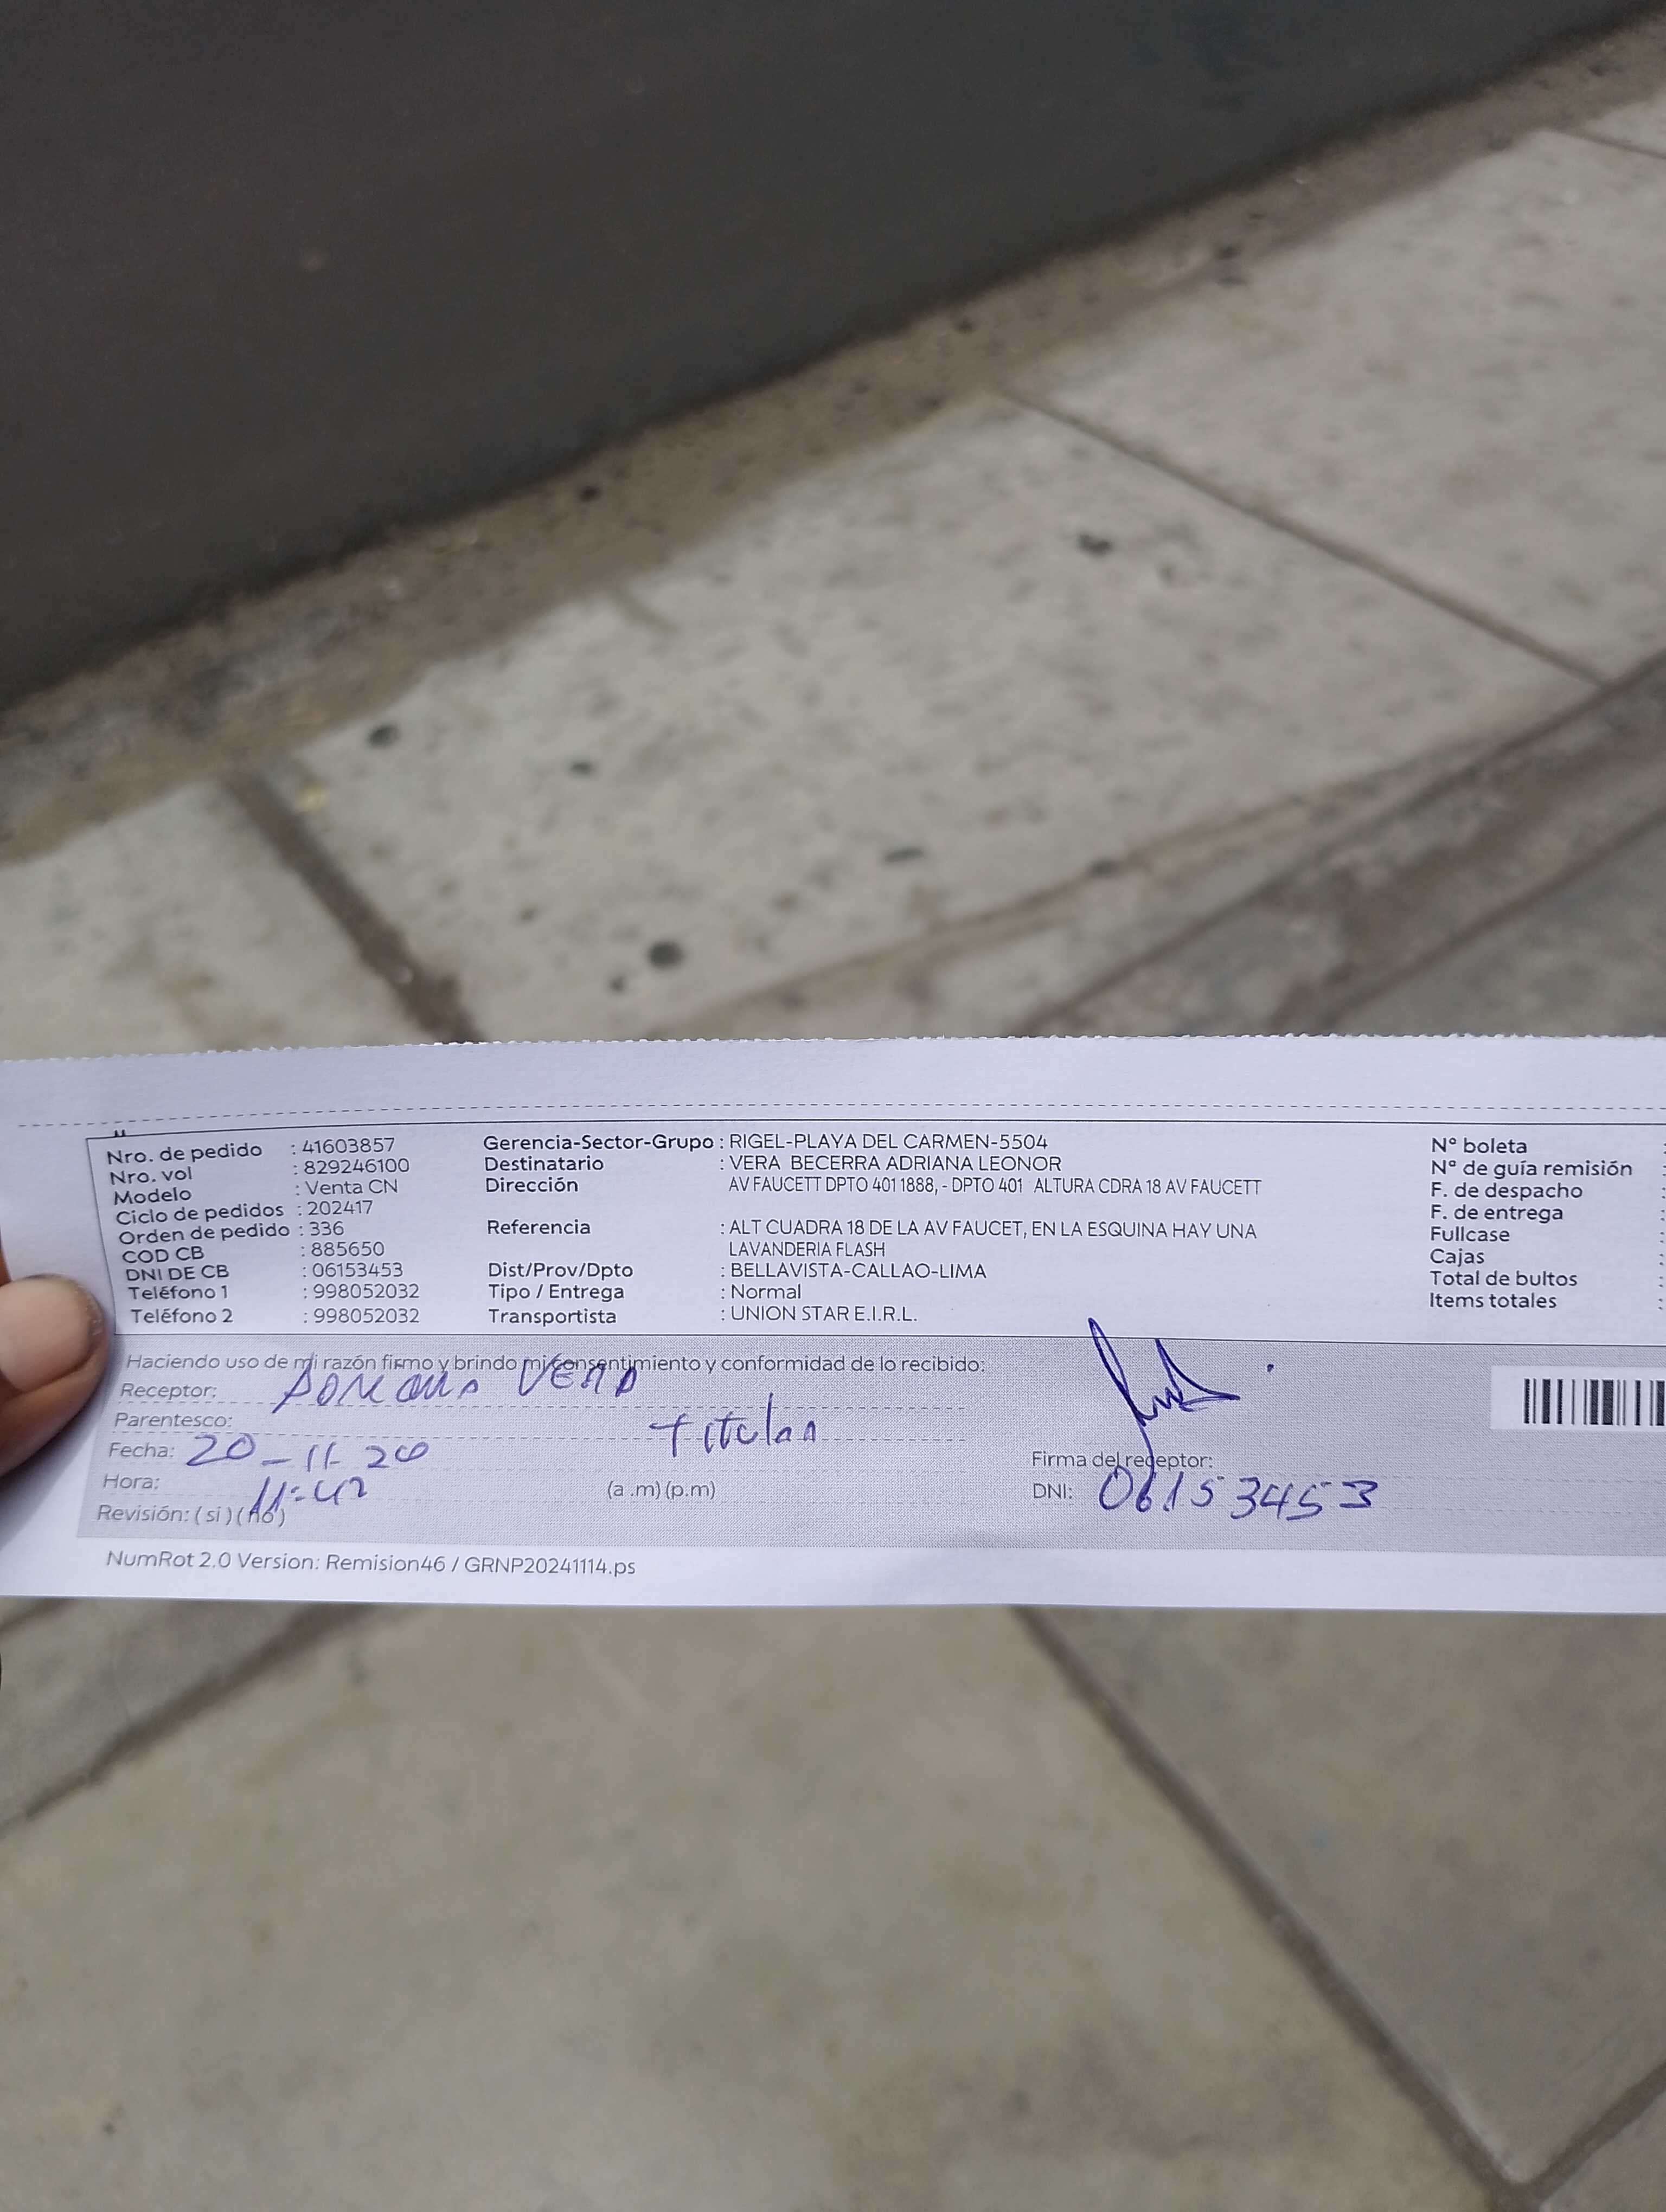 Nro. de pedido : 41603857
Nro. vol : 829246100
Modelo : Venta CN
Ciclo de pedidos : 202417
Orden de pedido : 336
COD CB : 885650
DNI DE CB : 06153453
Teléfono 1 : 998052032
Teléfono 2 : 998052032
Gerencia-Sector-Grupo : RIGEL-PLAYA DEL CARMEN-5504
Destinatario : VERA BECERRA ADRIANA LEONOR
Dirección AV FAUCETT DPTO 401 1888, - DPTO 401 ALTURA CDRA 18 AV FAUCETT
Referencia : ALT CUADRA 18 DE LA AV FAUCET, EN LA ESQUINA HAY UNA
LAVANDERIA FLASH
Dist/Prov/Dpto : BELLAVISTA-CALLAO-LIMA
Tipo / Entrega : Normal
Transportista : UNION STAR E.I.R.L.
N° boleta :
N° de guía remisión :
F. de despacho :
F. de entrega :
Fullcase :
Cajas :
Total de bultos :
Items totales :
Haciendo uso de mi razón firmo y brindo mi consentimiento y conformidad de lo recibido:
Receptor: Adriana Vera
Parentesco: titular
Fecha: 20-11-20
Hora: 11:42 (a .m) (p.m)
Revisión: ( si ) ( no )
Firma del receptor:
DNI: 06153453
NumRot 2.0 Version: Remision46 / GRNP20241114.ps